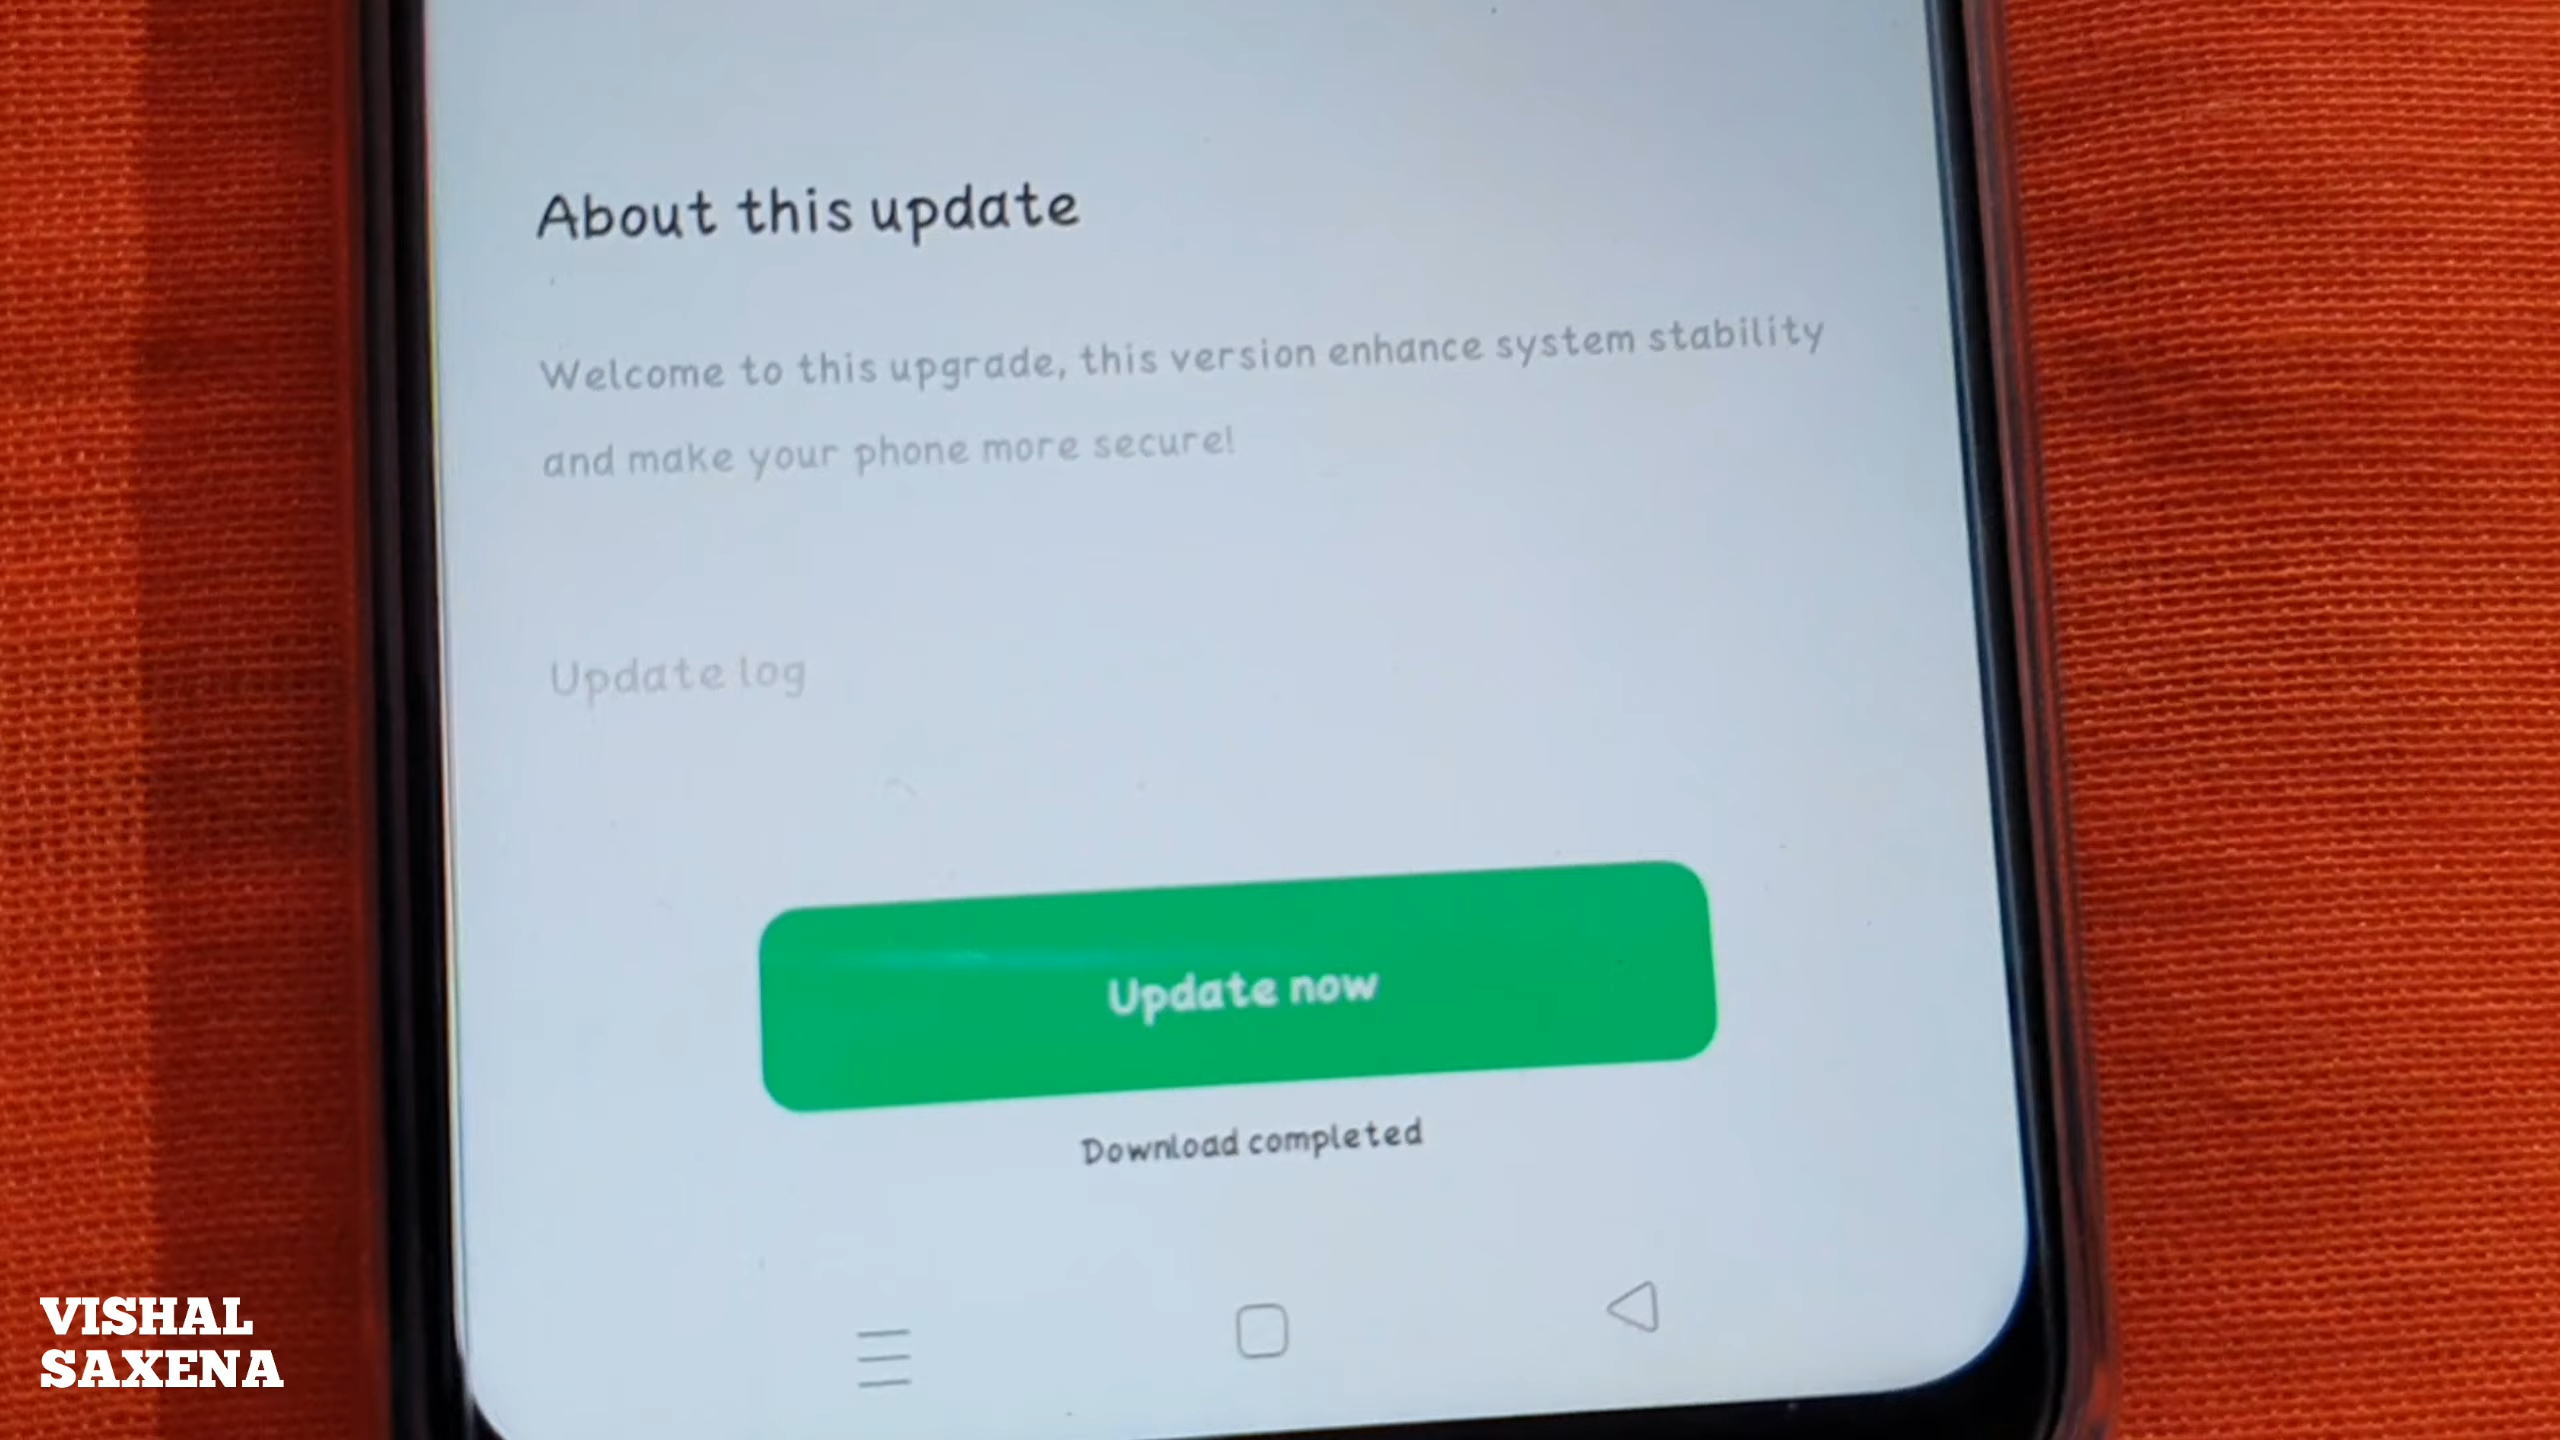 About this update
Welcome to this upgrade, this version enhance system stability
and make your phone more secure!
Update log
Update now
Download completed
VISHAL
SAXENA